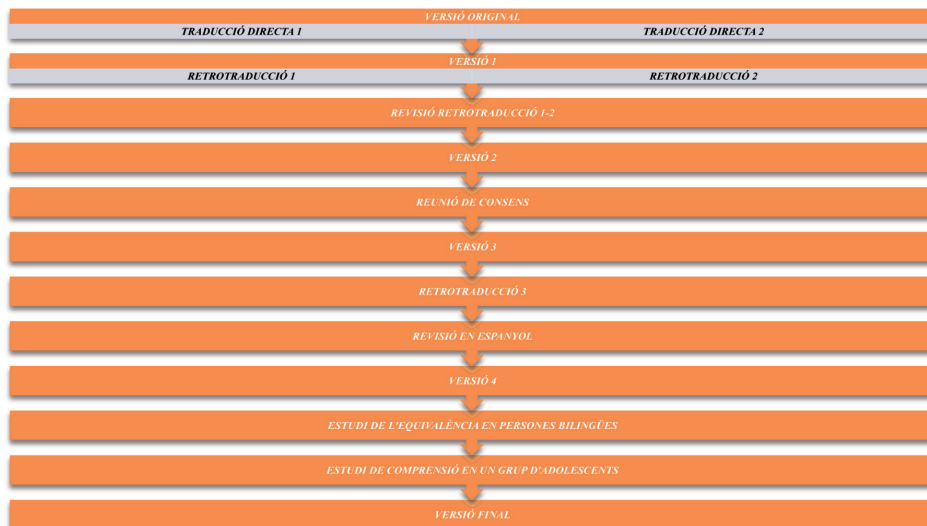 VERSIÓ ORIGINAL
TRADUCCIÓ DIRECTA 1 TRADUCCIÓ DIRECTA 2
VERSIÓ 1
RETROTRADUCCIÓ 1 RETROTRADUCCIÓ 2
REVISIÓ RETROTRADUCCIÓ 1-2
VERSIÓ 2
REUNIÓ DE CONSENS
VERSIÓ 3
RETROTRADUCCIÓ 3
REVISIÓ EN ESPANYOL
VERSIÓ 4
ESTUDI DE L'EQUIVALÈNCIA EN PERSONES BILINGÜES
ESTUDI DE COMPRENSIÓ EN UN GRUP D'ADOLESCENTS
VERSIÓ FINAL